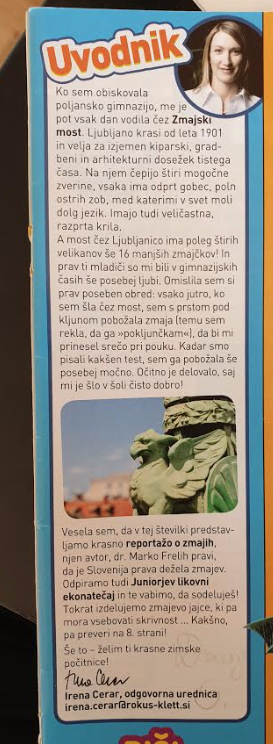 Uvodnik
Ko sem obiskovala
poljansko gimnazijo, me je
pot vsak dan vodila čez Zmajski
most. Ljubljano krasi od leta 1901
in velja za izjemen kiparski, grad-
beni in arhitekturni dosežek tistega
časa. Na njem čepijo štiri mogočne
zverine, vsaka ima odprt gobec, poln
ostrih zob, med katerimi v svet moli
dolg jezik. Imajo tudi veličastna,
razprta krila.
A most čez Ljubljanico ima poleg štirih
velikanov še 16 manjših zmajčkov! In
prav ti mladiči so mi bili v gimnazijskih
časih še posebej ljubi. Omislila sem si
prav poseben obred: vsako jutro, ko
sem šla čez most, sem s prstom pod
kljunom pobožala zmaja (temu sem
rekla, da ga »pokljunčkam«), da bi mi
prinesel srečo pri pouku. Kadar smo
pisali kakšen test, sem ga pobožala še
posebej močno. Očitno je delovalo, saj
mi je šlo v šoli čisto dobro!
Vesela sem, da v tej številki predstav-
ljamo krasno reportažo o zmajih,
njen avtor, dr. Marko Frelih pravi,
da je Slovenija prava dežela zmajev.
Odpiramo tudi Juniorjev likovni
ekonatečaj in te vabimo, da sodeluješ!
Tokrat izdelujemo zmajevo jajce, ki pa
mora vsebovati skrivnost ... Kakšno,
pa preveri na 8. strani!
Še to – želim ti krasne zimske
počitnice!
Irena Cerar
Irena Cerar, odgovorna urednica
irena.cerar@rokus-klett.si